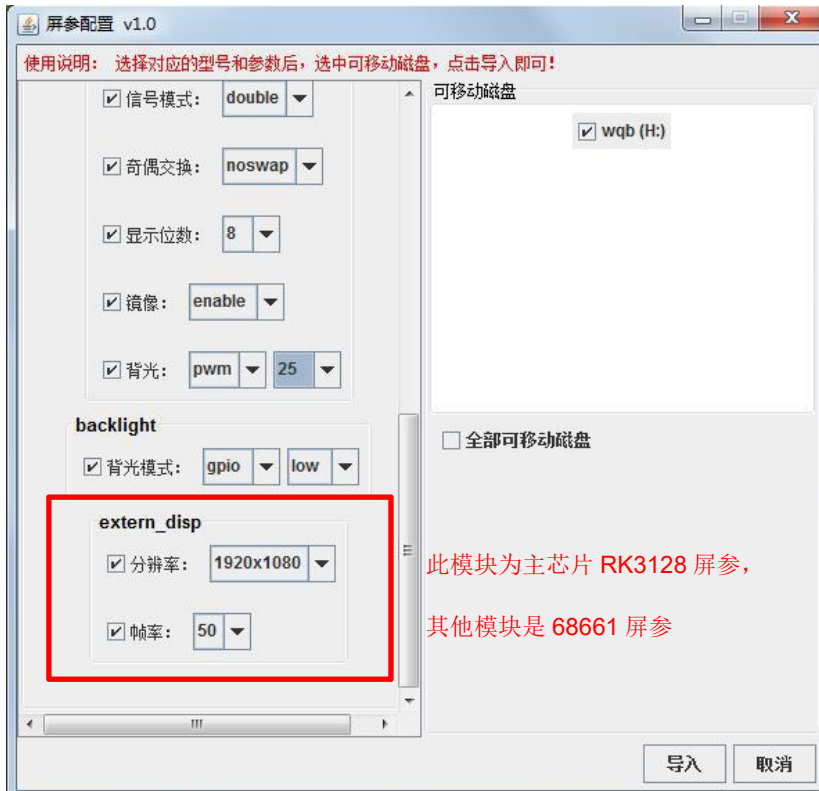 屏参配置 v1.0
使用说明： 选择对应的型号和参数后，选中可移动磁盘，点击导入即可！
信号模式： double
奇偶交换： noswap
显示位数： 8
镜像： enable
背光： pwm 25
backlight
背光模式： gpio low
extern_disp
分辨率： 1920x1080
帧率： 50
可移动磁盘
wqb (H:)
全部可移动磁盘
此模块为主芯片 RK3128 屏参，
其他模块是 68661 屏参
导入 取消